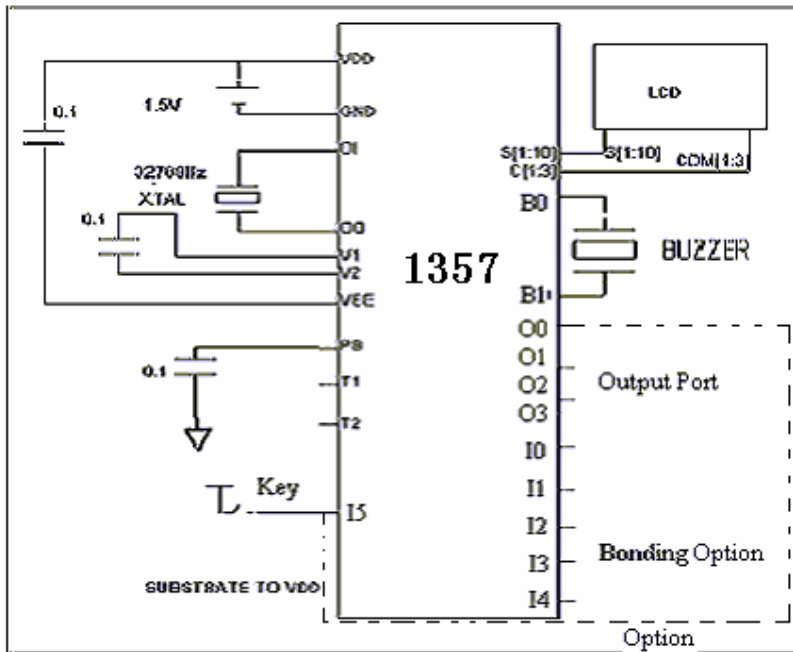 VDD
0.1
1.5V
GND
LCD
OI
S[1:10]
S[1:10]
COM[1:3]
C[1:3]
32768Hz
XTAL
B0
0.1
OO
V1
1357
BUZZER
V2
VEE
B1
O0
PB
O1
0.1
T1
O2
Output Port
O3
T2
I0
Key
I5
I1
I2
I3
Bonding Option
SUBSTRATE TO VDD
I4
Option